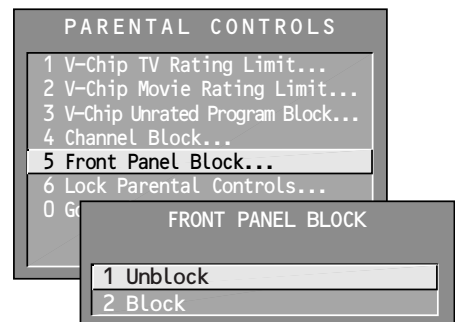 PARENTAL CONTROLS
1 V-Chip TV Rating Limit...
2 V-Chip Movie Rating Limit...
3 V-Chip Unrated Program Block...
4 Channel Block...
5 Front Panel Block...
6 Lock Parental Controls...
0
FRONT PANEL BLOCK
1 Unblock
2 Block